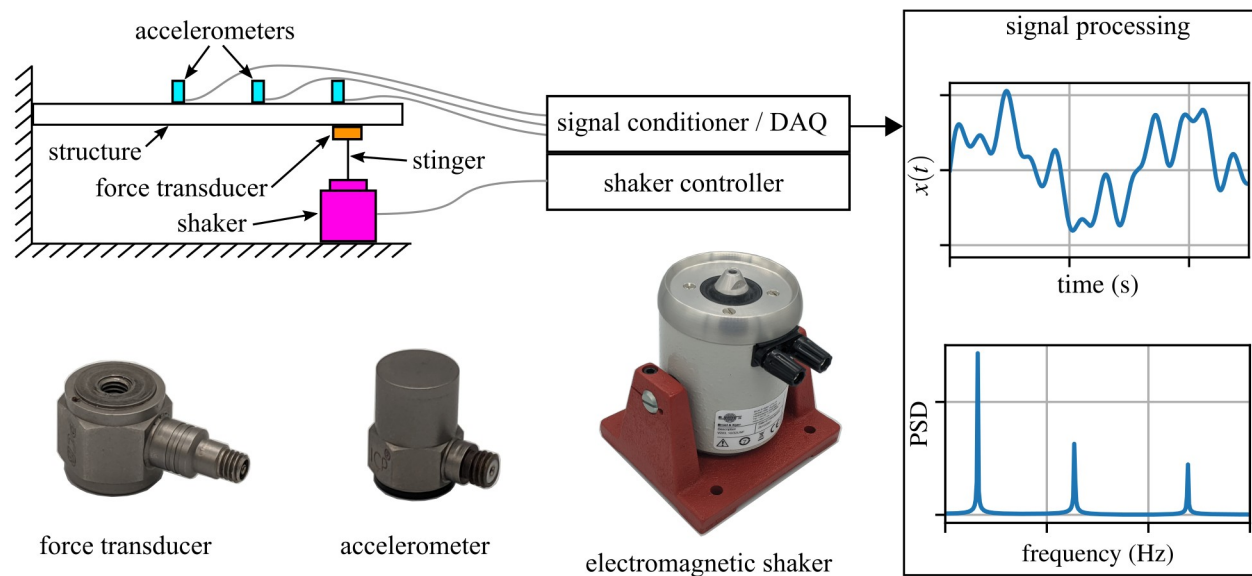 accelerometers
structure
force transducer
stinger
shaker
signal conditioner / DAQ
shaker controller
signal processing
x(t)
time (s)
PSD
frequency (Hz)
force transducer
accelerometer
electromagnetic shaker